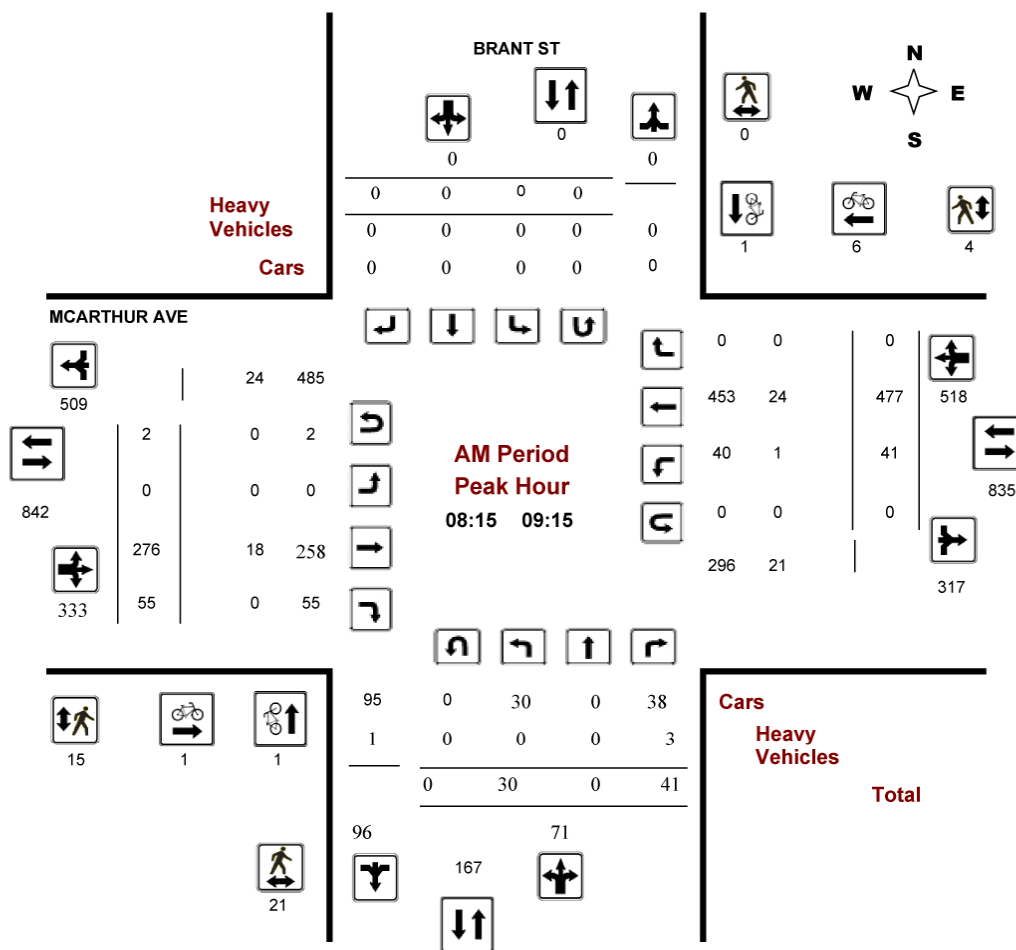 BRANT ST
N
W E
S
0
0
0 0
0 0 0 0
Heavy
Vehicles
0 0 0 0 0
Cars
0 0 0 0 0
1 6 4
MCARTHUR AVE
24 485
509
2 0 2
0 0 0
842
276 18 258
333
55 0 55
AM Period
Peak Hour
08:15 09:15
0 0 0
453 24 477
518
40 1 41
835
0 0 0
296 21
317
95 0 30 0 38
1 0 0 0 3
0 30 0 41
96 71
167
15 1 1
21
Cars
Heavy
Vehicles
Total